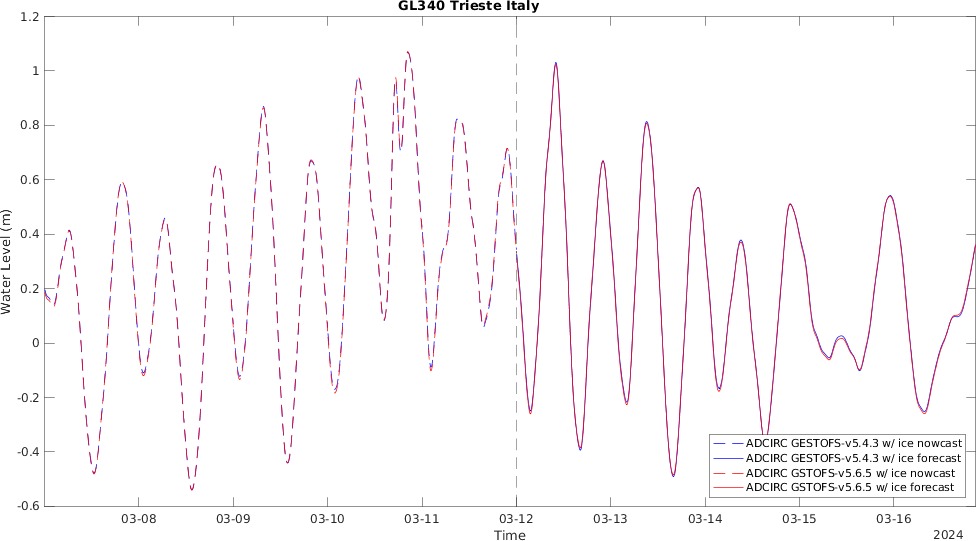 GL340 Trieste Italy
1.2
1
0.8
0.6
0.4
0.2
0
-0.2
-0.4
-0.6
Water Level (m)
ADCIRC GESTOFS-v5.4.3 w/ ice nowcast
ADCIRC GESTOFS-v5.4.3 w/ ice forecast
ADCIRC GSTOFS-v5.6.5 w/ ice nowcast
ADCIRC GSTOFS-v5.6.5 w/ ice forecast
03-08 03-09 03-10 03-11 03-12 03-13 03-14 03-15 03-16
Time
2024